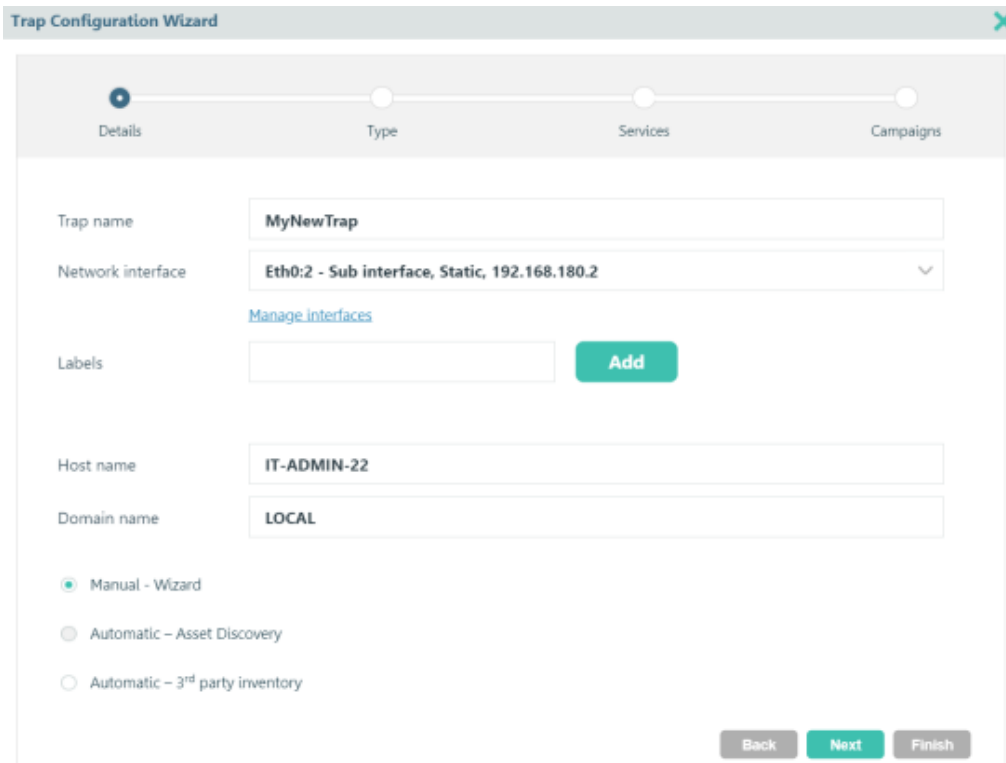 Trap Configuration Wizard
Details Type Services Campaigns
Trap name MyNewTrap
Network interface Eth0:2 - Sub interface, Static, 192.168.180.2
Manage interfaces
Labels Add
Host name IT-ADMIN-22
Domain name LOCAL
Manual - Wizard
Automatic – Asset Discovery
Automatic – 3rd party inventory
Back Next Finish